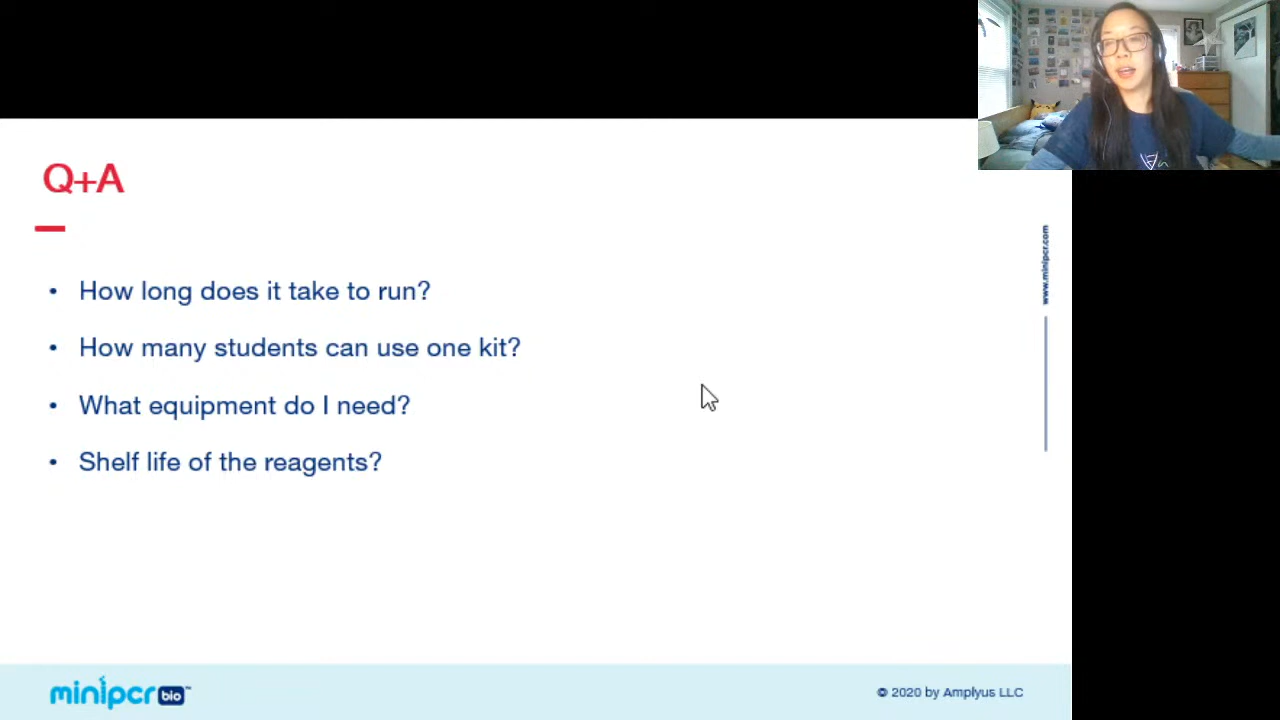 Q+A
• How long does it take to run?
• How many students can use one kit?
• What equipment do I need?
• Shelf life of the reagents?
www.minipcr.com
minipcr bio™
© 2020 by Amplyus LLC